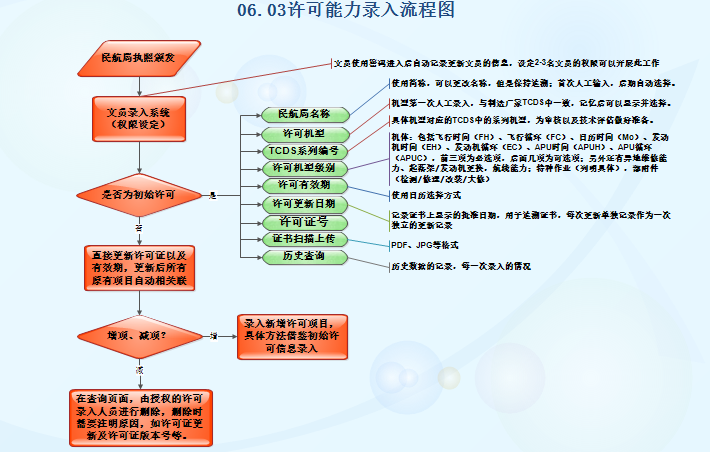 06.03许可能力录入流程图
民航局执照颁发
文员使用密码进入后自动记录更新文员的信息，设定2-3名文员的权限可以开展此工作
文员录入系统
（权限设定）
民航局名称
使用简称，可以更改名称，但是保持追溯；首次人工输入，后期自动选择。
许可机型
机型第一次人工录入，与制造厂家TCDS中一致，记忆后可以显示并选择。
TCDS系列编号
具体机型对应的TCDS中的系列机型，为审核以及技术评估做好准备。
许可机型级别
机体：包括飞行时间（FH）、飞行循环（FC）、日历时间（Mo）、发动
机时间（EH）、发动机循环（EC）、APU时间（APUH）、APU循环
（APUC），前三项为必选项，后面几项为可选项；另外还有异地维修能
力、起落架/发动机更换，航线能力；特种作业（列明具体），部附件
（检测/修理/改装/大修）
是否为初始许可
是
许可有效期
使用日历选择方式
许可更新日期
记录证书上显示的批准日期，用于追溯证书，每次更新单独记录作为一次
独立的更新记录
许可证号
证书扫描上传
PDF、JPG等格式
历史查询
历史数据的记录，每一次录入的情况
否
直接更新许可证以及
有效期，更新后所有
原有项目自动相关联
增项、减项？
增
录入新增许可项目，
具体方法借鉴初始许
可信息录入
减
在查询页面，由授权的许可
录入人员进行删除，删除时
需要注明原因，如许可证更
新及许可证版本号等。